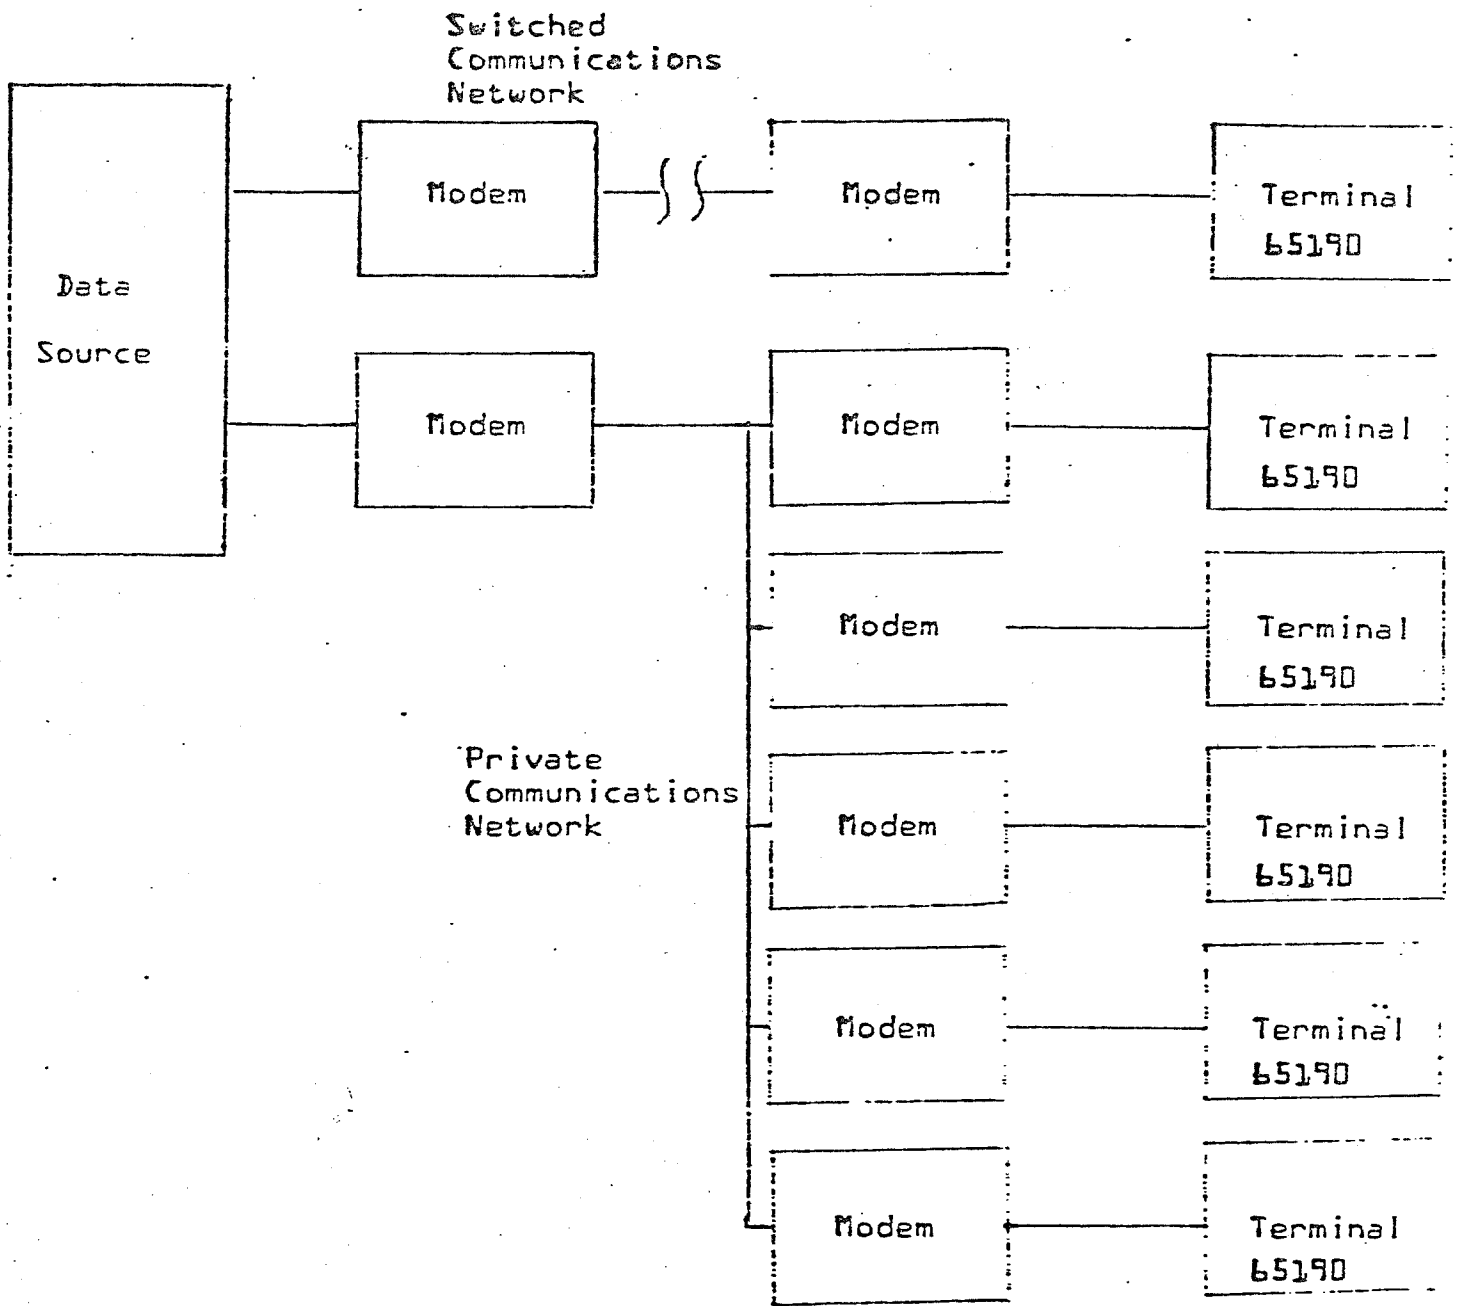 Switched
Communications
Network
Modem
Modem
Terminal
65190
Data
Source
Modem
Modem
Terminal
65190
Modem
Terminal
65190
Private
Communications
Network
Modem
Terminal
65190
Modem
Terminal
65190
Modem
Terminal
65190